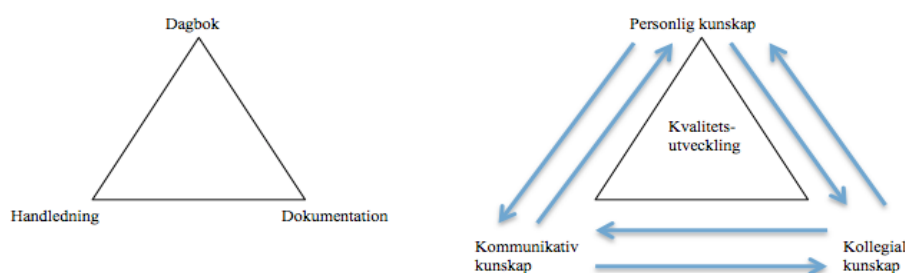 Dagbok
Handledning
Dokumentation
Personlig kunskap
Kvalitets-
utveckling
Kommunikativ
kunskap
Kollegial
kunskap